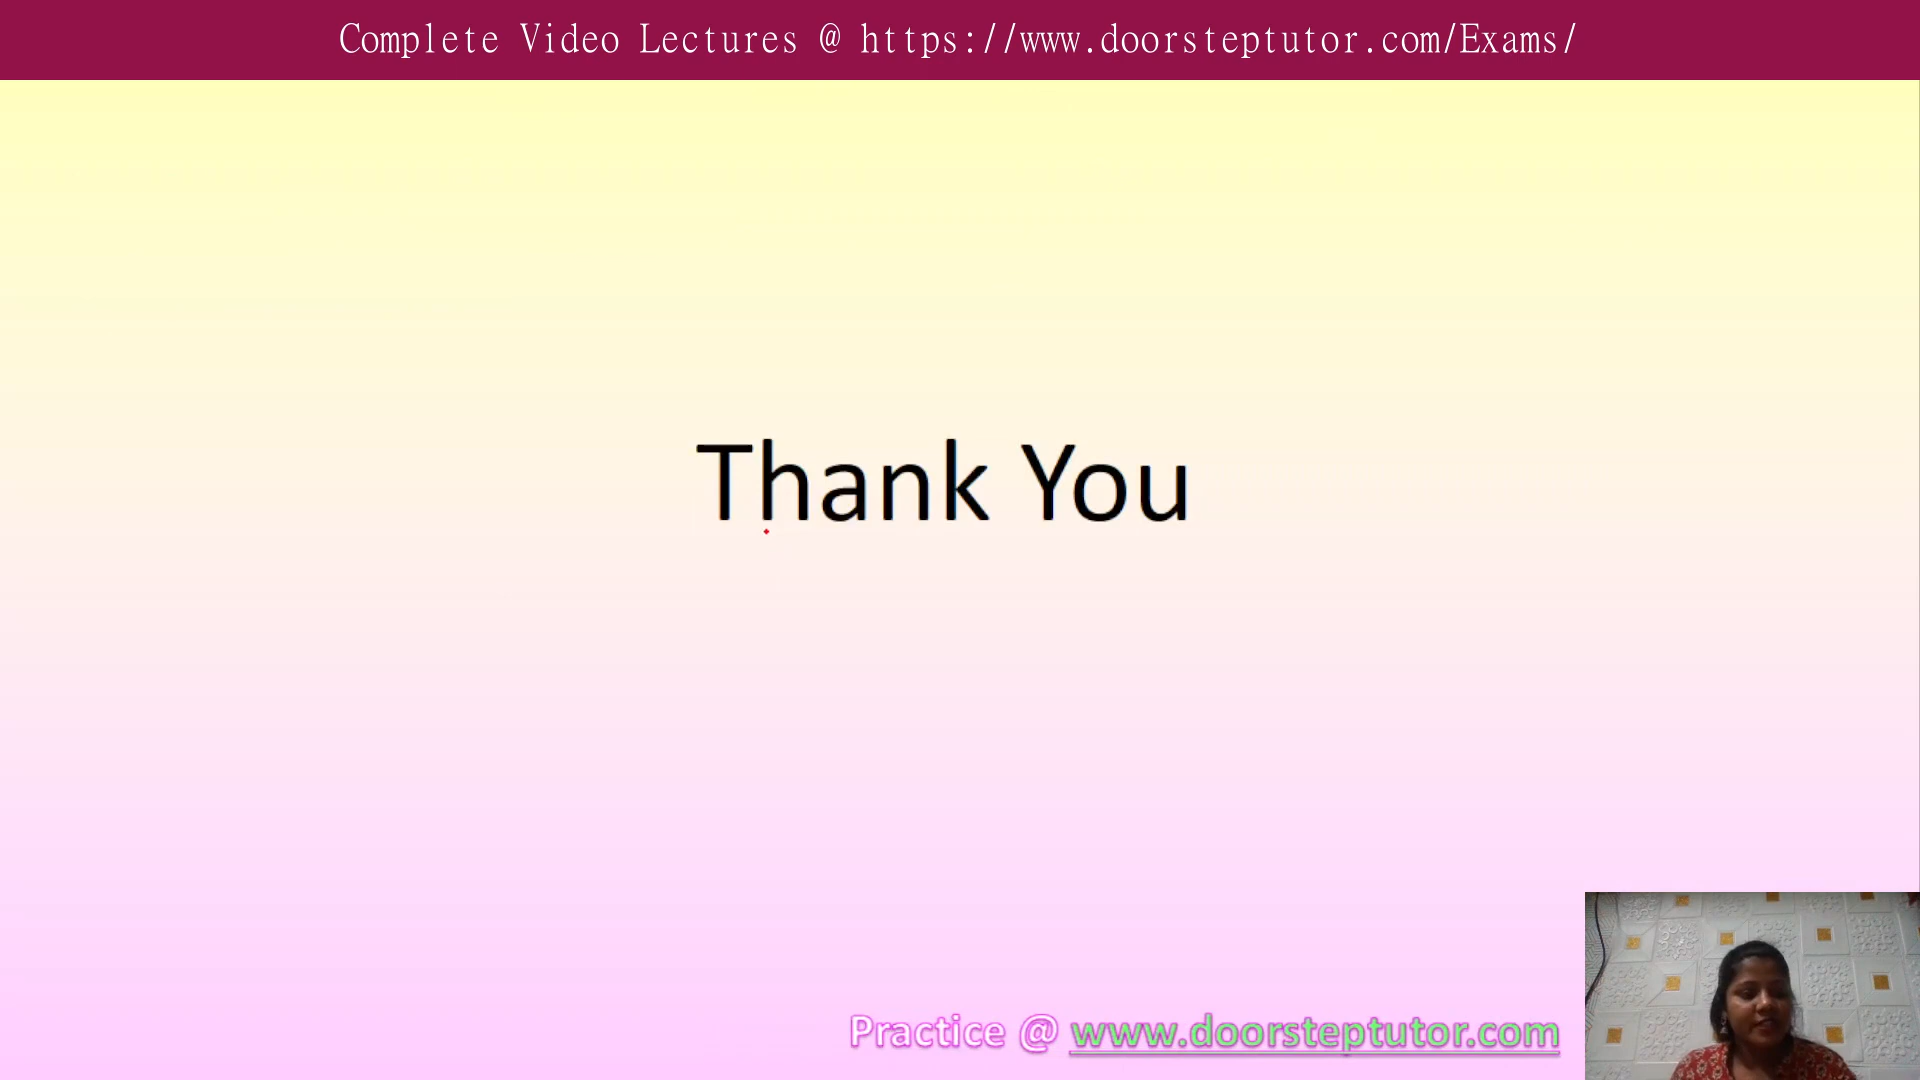 Complete Video Lectures @ https://www.doorsteptutor.com/Exams/
Thank You
Practice @ www.doorsteptutor.com